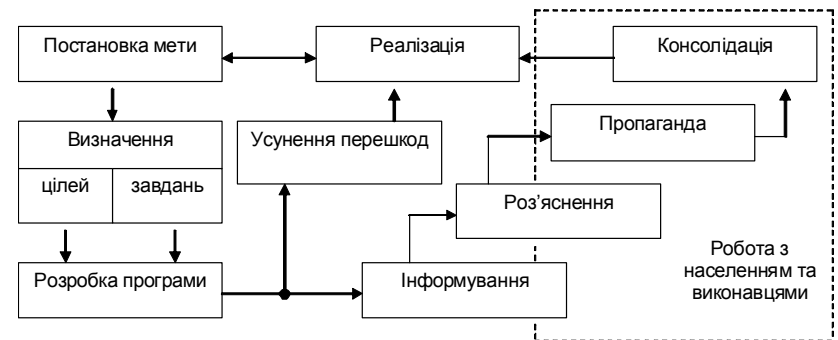 Постановка мети
Реалізація
Консолідація
Визначення
цілей
завдань
Усунення перешкод
Пропаганда
Роз’яснення
Розробка програми
Інформування
Робота з
населенням та
виконавцями